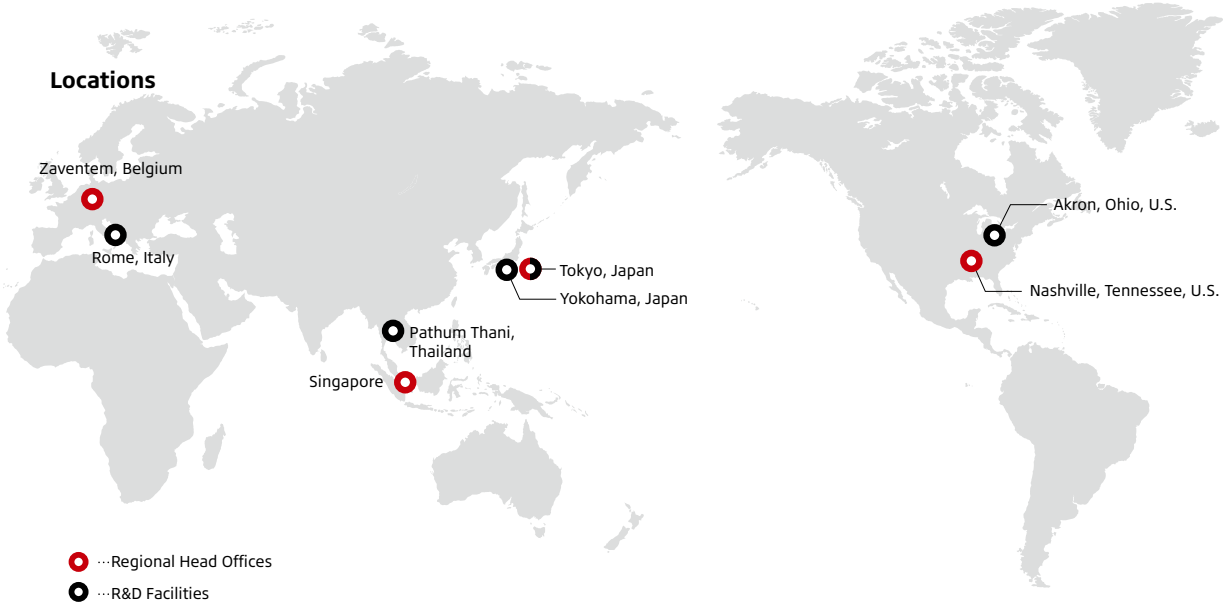 Locations
Zaventem, Belgium
Rome, Italy
Tokyo, Japan
Yokohama, Japan
Pathum Thani,
Thailand
Singapore
Akron, Ohio, U.S.
Nashville, Tennessee, U.S.
…Regional Head Offices
…R&D Facilities